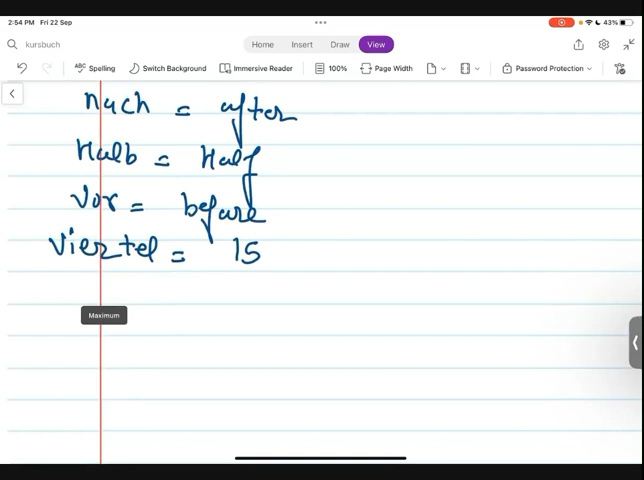 2:54 PM Fri 22 Sep
43%
kursbuch
Home Insert Draw View
Spelling Switch Background Immersive Reader 100% Page Width Password Protection
nach = after
Halb = Half
Vor = before
Viertel = 15
Maximum